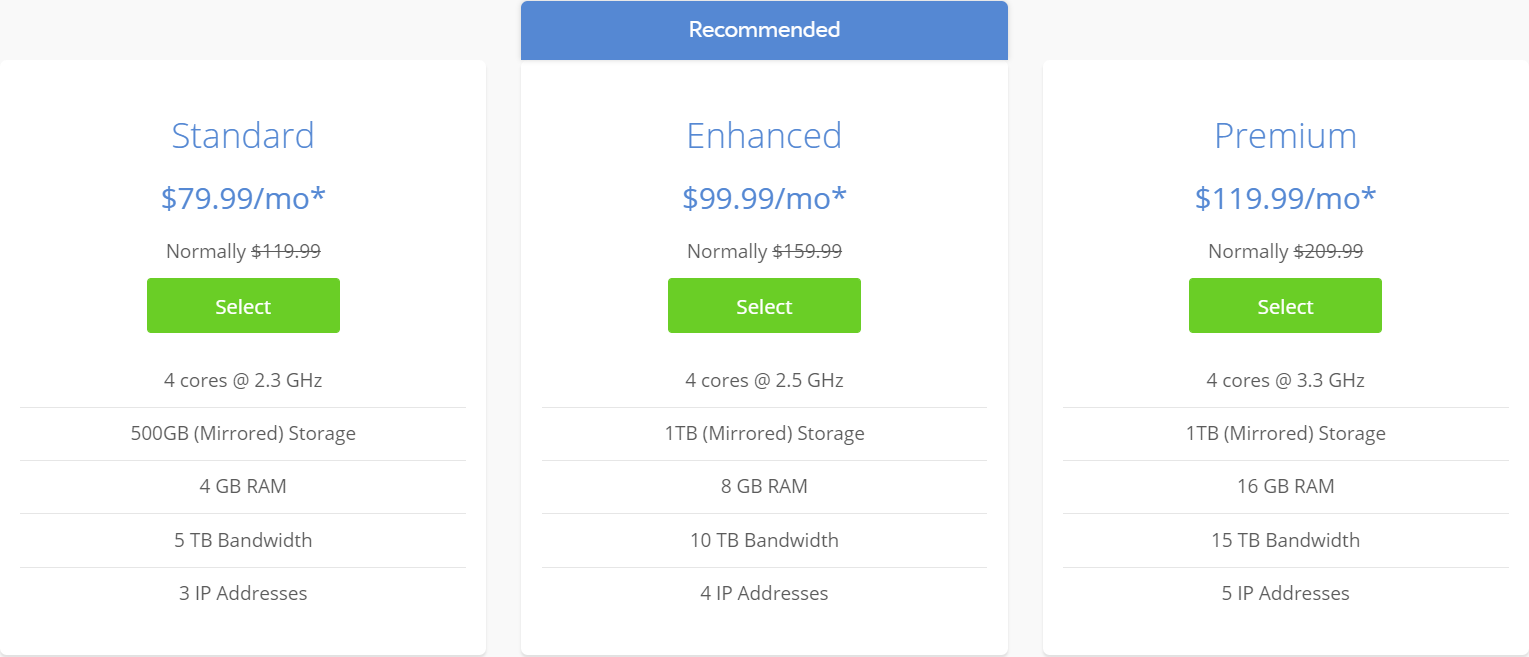 Recommended
Standard
$79.99/mo*
Normally $119.99
Select
4 cores @ 2.3 GHz
500GB (Mirrored) Storage
4 GB RAM
5 TB Bandwidth
3 IP Addresses
Enhanced
$99.99/mo*
Normally $159.99
Select
4 cores @ 2.5 GHz
1TB (Mirrored) Storage
8 GB RAM
10 TB Bandwidth
4 IP Addresses
Premium
$119.99/mo*
Normally $209.99
Select
4 cores @ 3.3 GHz
1TB (Mirrored) Storage
16 GB RAM
15 TB Bandwidth
5 IP Addresses